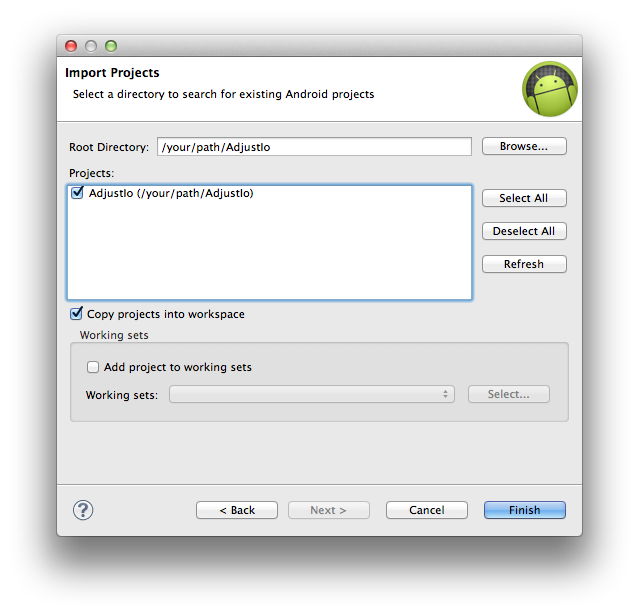 Import Projects
Select a directory to search for existing Android projects
Root Directory: /your/path/AdjustIo Browse...
Projects:
AdjustIo (/your/path/AdjustIo)
Select All
Deselect All
Refresh
Copy projects into workspace
Working sets
Add project to working sets
Working sets: Select...
? < Back Next > Cancel Finish